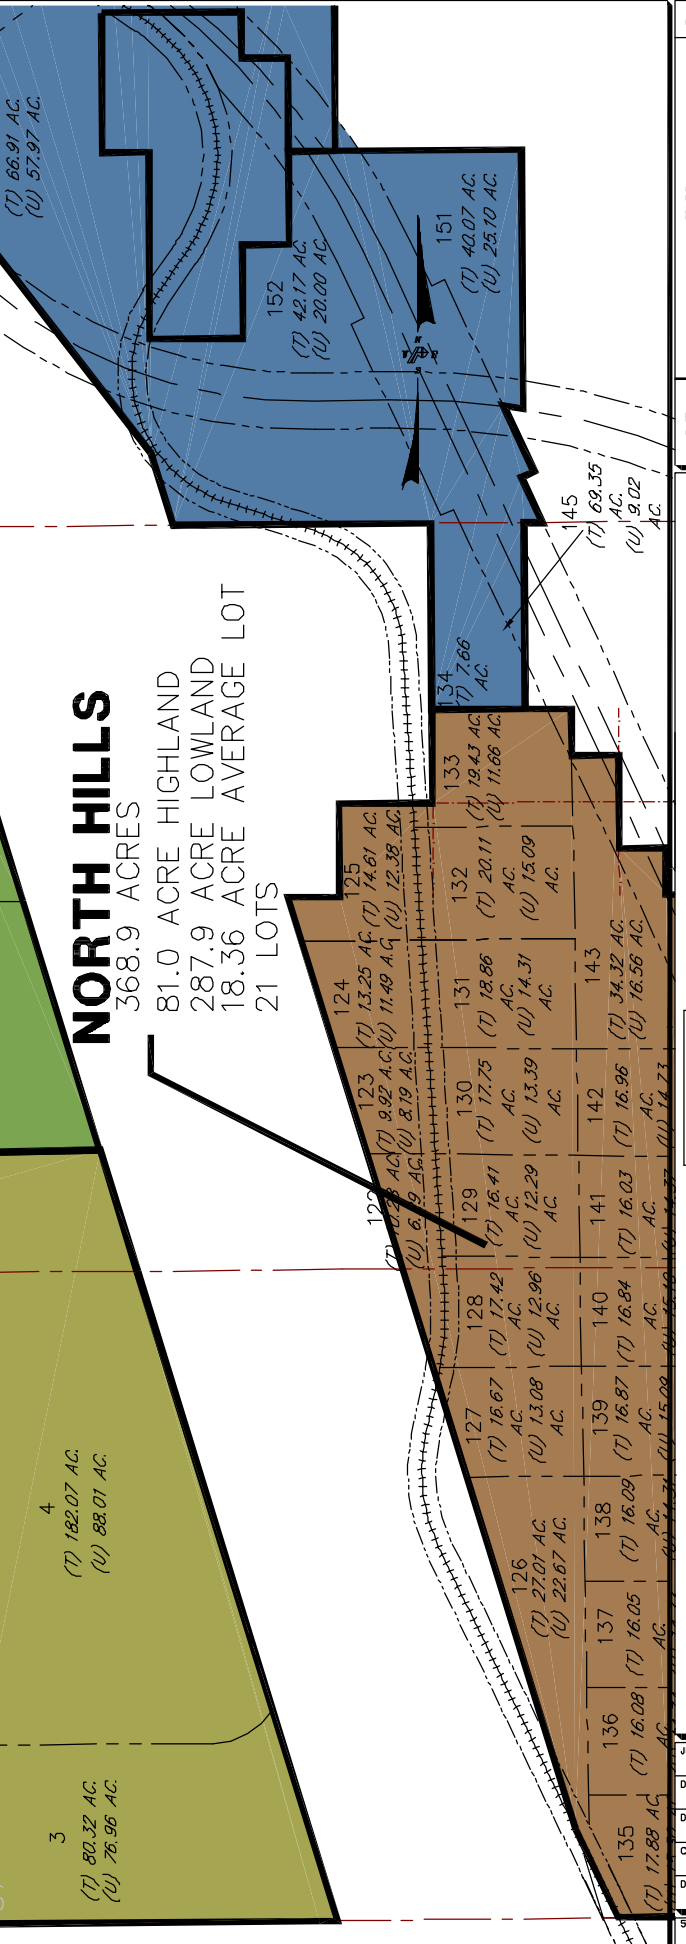 NORTH HILLS
368.9 ACRES
81.0 ACRE HIGHLAND
287.9 ACRE LOWLAND
18.36 ACRE AVERAGE LOT
21 LOTS
(T) 66.91 AC.
(U) 57.97 AC.
152
(T) 42.17 AC.
(U) 20.00 AC.
151
(T) 40.07 AC.
(U) 25.10 AC.
145
(T) 69.35
AC.
(U) 9.02
AC.
134
(T) 7.66
AC.
133
(T) 19.43 AC.
(U) 11.66 AC.
125
(T) 14.61 AC.
(U) 12.38 AC.
132
(T) 20.11
AC.
(U) 15.09
AC.
124
(T) 13.25 AC.
(U) 11.49 AC.
131
(T) 18.86
AC.
(U) 14.31
AC.
143
(T) 34.32 AC.
(U) 16.56 AC.
123
(T) 9.92 AC.
(U) 8.19 AC.
130
(T) 17.75
AC.
(U) 13.39
AC.
142
(T) 16.96
AC.
(U) 14.73
122
129
(T) 16.41
AC.
(U) 12.29
AC.
141
(T) 16.03
AC.
128
(T) 17.42
AC.
(U) 12.96
AC.
140
(T) 16.84
AC.
127
(T) 16.67
AC.
(U) 13.08
AC.
139
(T) 16.87
AC.
(U) 15.09
126
(T) 27.01 AC.
(U) 22.67 AC.
138
(T) 16.09
AC.
137
(T) 16.05
AC.
136
(T) 16.08
AC.
135
(T) 17.88 AC.
4
(T) 182.07 AC.
(U) 88.01 AC.
3
(T) 80.32 AC.
(U) 76.96 AC.